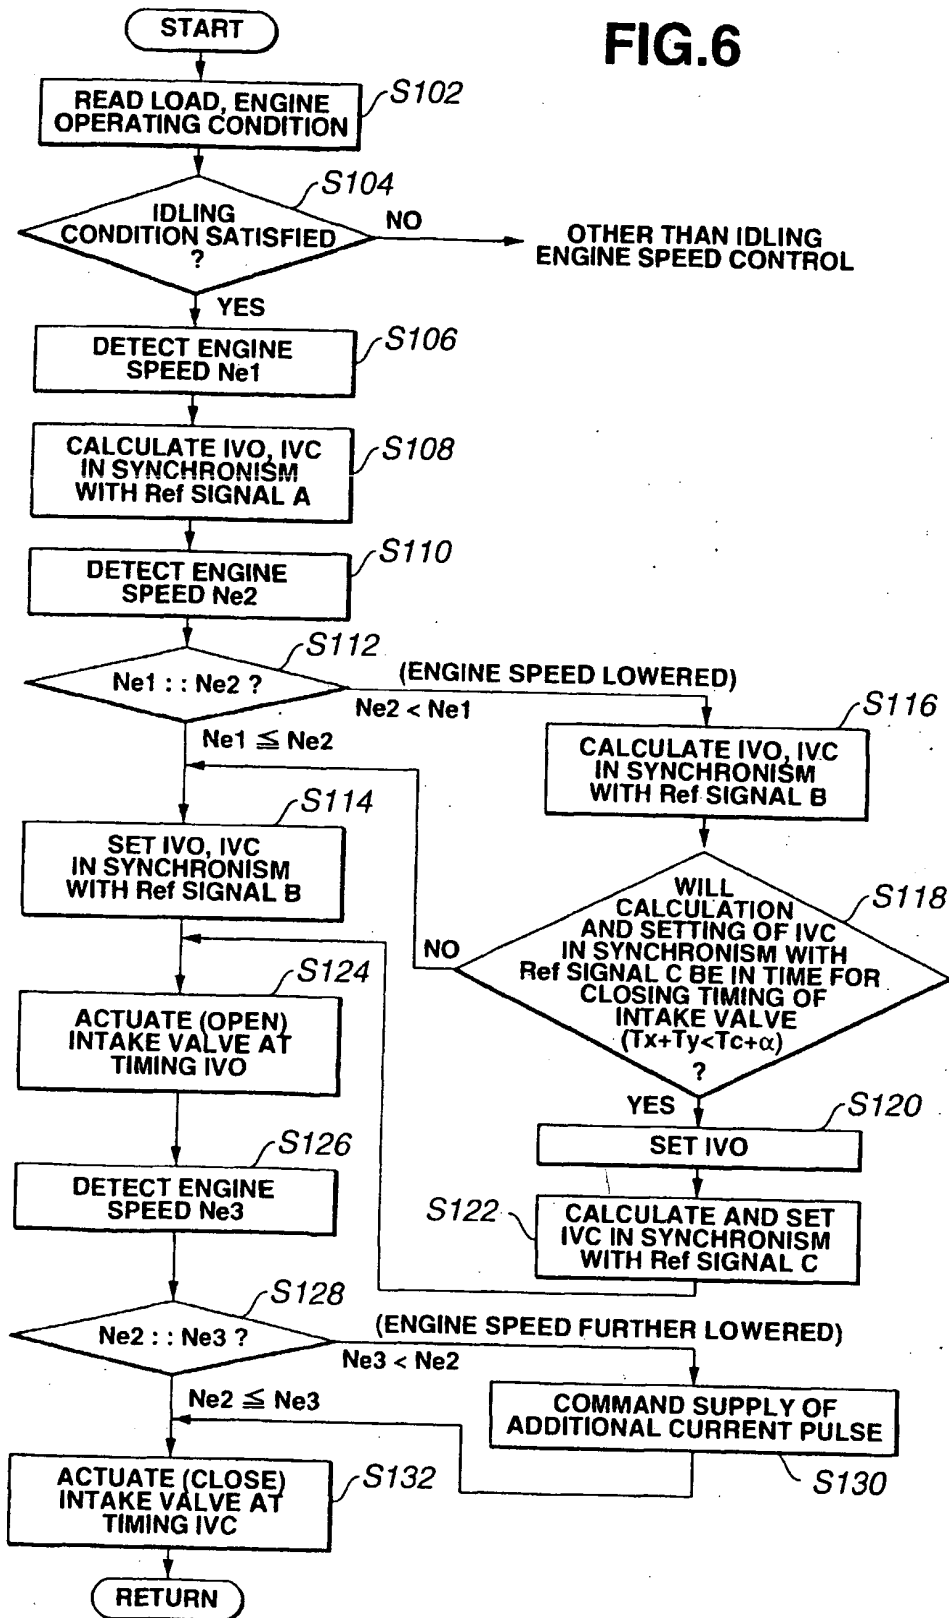 FIG.6
START
READ LOAD, ENGINE
OPERATING CONDITION
S102
IDLING
CONDITION SATISFIED
?
S104
NO
OTHER THAN IDLING
ENGINE SPEED CONTROL
YES
DETECT ENGINE
SPEED Ne1
S106
CALCULATE IVO, IVC
IN SYNCHRONISM
WITH Ref SIGNAL A
S108
DETECT ENGINE
SPEED Ne2
S110
Ne1 : : Ne2 ?
S112
(ENGINE SPEED LOWERED)
Ne2 < Ne1
Ne1 ≦ Ne2
CALCULATE IVO, IVC
IN SYNCHRONISM
WITH Ref SIGNAL B
S116
SET IVO, IVC
IN SYNCHRONISM
WITH Ref SIGNAL B
S114
WILL
CALCULATION
AND SETTING OF IVC
IN SYNCHRONISM WITH
Ref SIGNAL C BE IN TIME FOR
CLOSING TIMING OF
INTAKE VALVE
(Tx+Ty<Tc+α)
?
S118
NO
YES
ACTUATE (OPEN)
INTAKE VALVE AT
TIMING IVO
S124
SET IVO
S120
DETECT ENGINE
SPEED Ne3
S126
CALCULATE AND SET
IVC IN SYNCHRONISM
WITH Ref SIGNAL C
S122
Ne2 : : Ne3 ?
S128
(ENGINE SPEED FURTHER LOWERED)
Ne3 < Ne2
Ne2 ≦ Ne3
COMMAND SUPPLY OF
ADDITIONAL CURRENT PULSE
S130
ACTUATE (CLOSE)
INTAKE VALVE AT
TIMING IVC
S132
RETURN